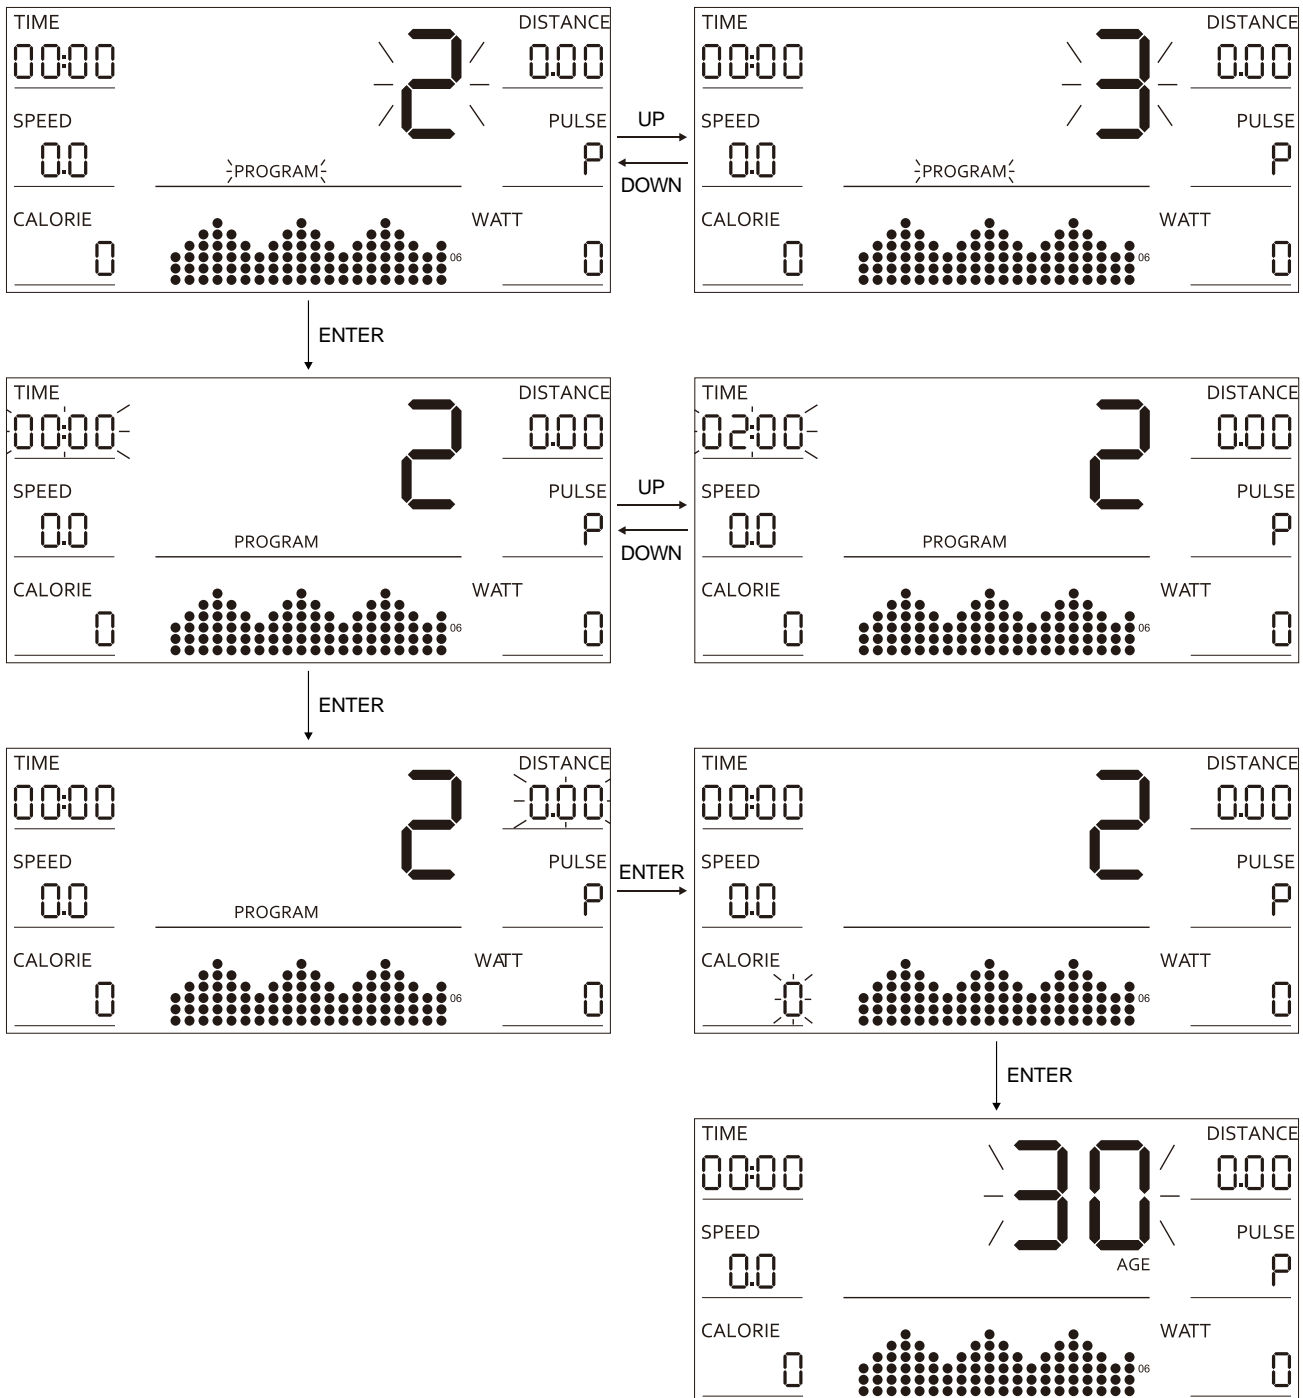 TIME DISTANCE
00:00 2 0.00
SPEED PULSE
0.0 P
PROGRAM
CALORIE WATT
0 06 0
UP
DOWN
TIME DISTANCE
00:00 3 0.00
SPEED PULSE
0.0 P
PROGRAM
CALORIE WATT
0 06 0
ENTER
TIME DISTANCE
00:00 2 0.00
SPEED PULSE
0.0 P
PROGRAM
CALORIE WATT
0 06 0
UP
DOWN
TIME DISTANCE
02:00 2 0.00
SPEED PULSE
0.0 P
PROGRAM
CALORIE WATT
0 06 0
ENTER
TIME DISTANCE
00:00 2 0.00
SPEED PULSE
0.0 P
PROGRAM
CALORIE WATT
0 06 0
ENTER
TIME DISTANCE
00:00 2 0.00
SPEED PULSE
0.0 P
CALORIE WATT
0 06 0
ENTER
TIME DISTANCE
00:00 30 0.00
SPEED PULSE
AGE
0.0 P
CALORIE WATT
0 06 0